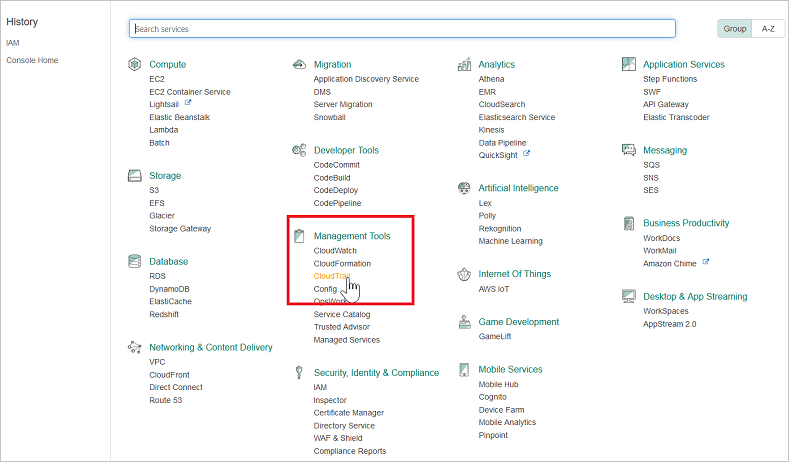 History
IAM
Console Home
Search services
Group
A-Z
Compute
EC2
EC2 Container Service
Lightsail
Elastic Beanstalk
Lambda
Batch
Storage
S3
EFS
Glacier
Storage Gateway
Database
RDS
DynamoDB
ElastiCache
Redshift
Networking & Content Delivery
VPC
CloudFront
Direct Connect
Route 53
Migration
Application Discovery Service
DMS
Server Migration
Snowball
Developer Tools
CodeCommit
CodeBuild
CodeDeploy
CodePipeline
Management Tools
CloudWatch
CloudFormation
CloudTrail
Config
OpsWorks
Service Catalog
Trusted Advisor
Managed Services
Security, Identity & Compliance
IAM
Inspector
Certificate Manager
Directory Service
WAF & Shield
Compliance Reports
Analytics
Athena
EMR
CloudSearch
Elasticsearch Service
Kinesis
Data Pipeline
QuickSight
Artificial Intelligence
Lex
Polly
Rekognition
Machine Learning
Internet Of Things
AWS IoT
Game Development
GameLift
Mobile Services
Mobile Hub
Cognito
Device Farm
Mobile Analytics
Pinpoint
Application Services
Step Functions
SWF
API Gateway
Elastic Transcoder
Messaging
SQS
SNS
SES
Business Productivity
WorkDocs
WorkMail
Amazon Chime
Desktop & App Streaming
WorkSpaces
AppStream 2.0